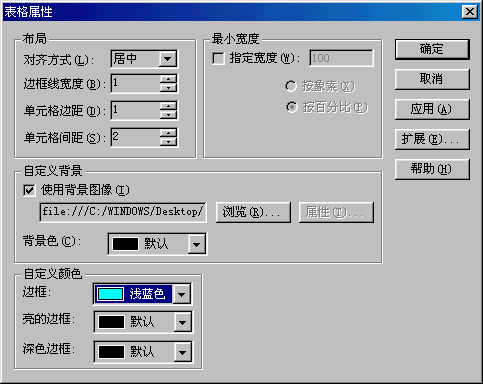 表格属性
布局
对齐方式(L): 居中
边框线宽度(B): 1
单元格边距(D): 1
单元格间距(S): 2
最小宽度
指定宽度(W): 100
按象素(X)
按百分比(P)
确定
取消
应用(A)
扩展(E)...
帮助(H)
自定义背景
使用背景图像(I)
file:///C:/WINDOWS/Desktop/
浏览(R)...
属性(T)...
背景色(C): 默认
自定义颜色
边框: 浅蓝色
亮的边框: 默认
深色边框: 默认